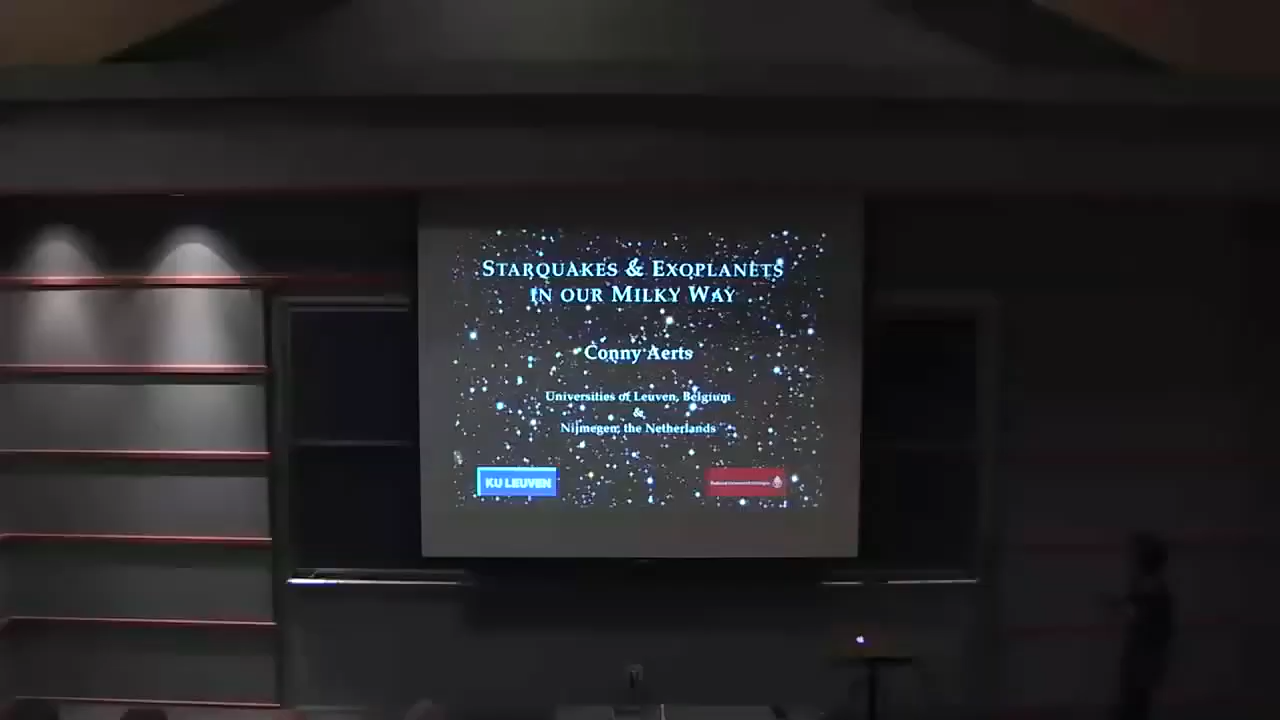 STARQUAKES & EXOPLANETS
IN OUR MILKY WAY
Conny Aerts
Universities of Leuven, Belgium
&
Nijmegen, the Netherlands
KU LEUVEN